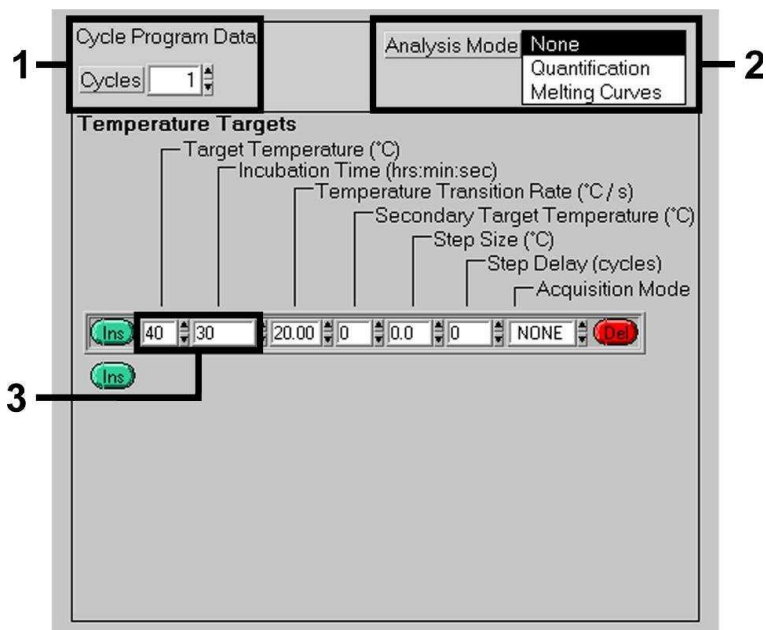 Cycle Program Data
Analysis Mode None
1
2
Cycles 1
Quantification
Melting Curves
Temperature Targets
Target Temperature (°C)
Incubation Time (hrs:min:sec)
Temperature Transition Rate (°C / s)
Secondary Target Temperature (°C)
Step Size (°C)
Step Delay (cycles)
Acquisition Mode
Ins 40 30 20.00 0 0.0 0 NONE Del
Ins
3